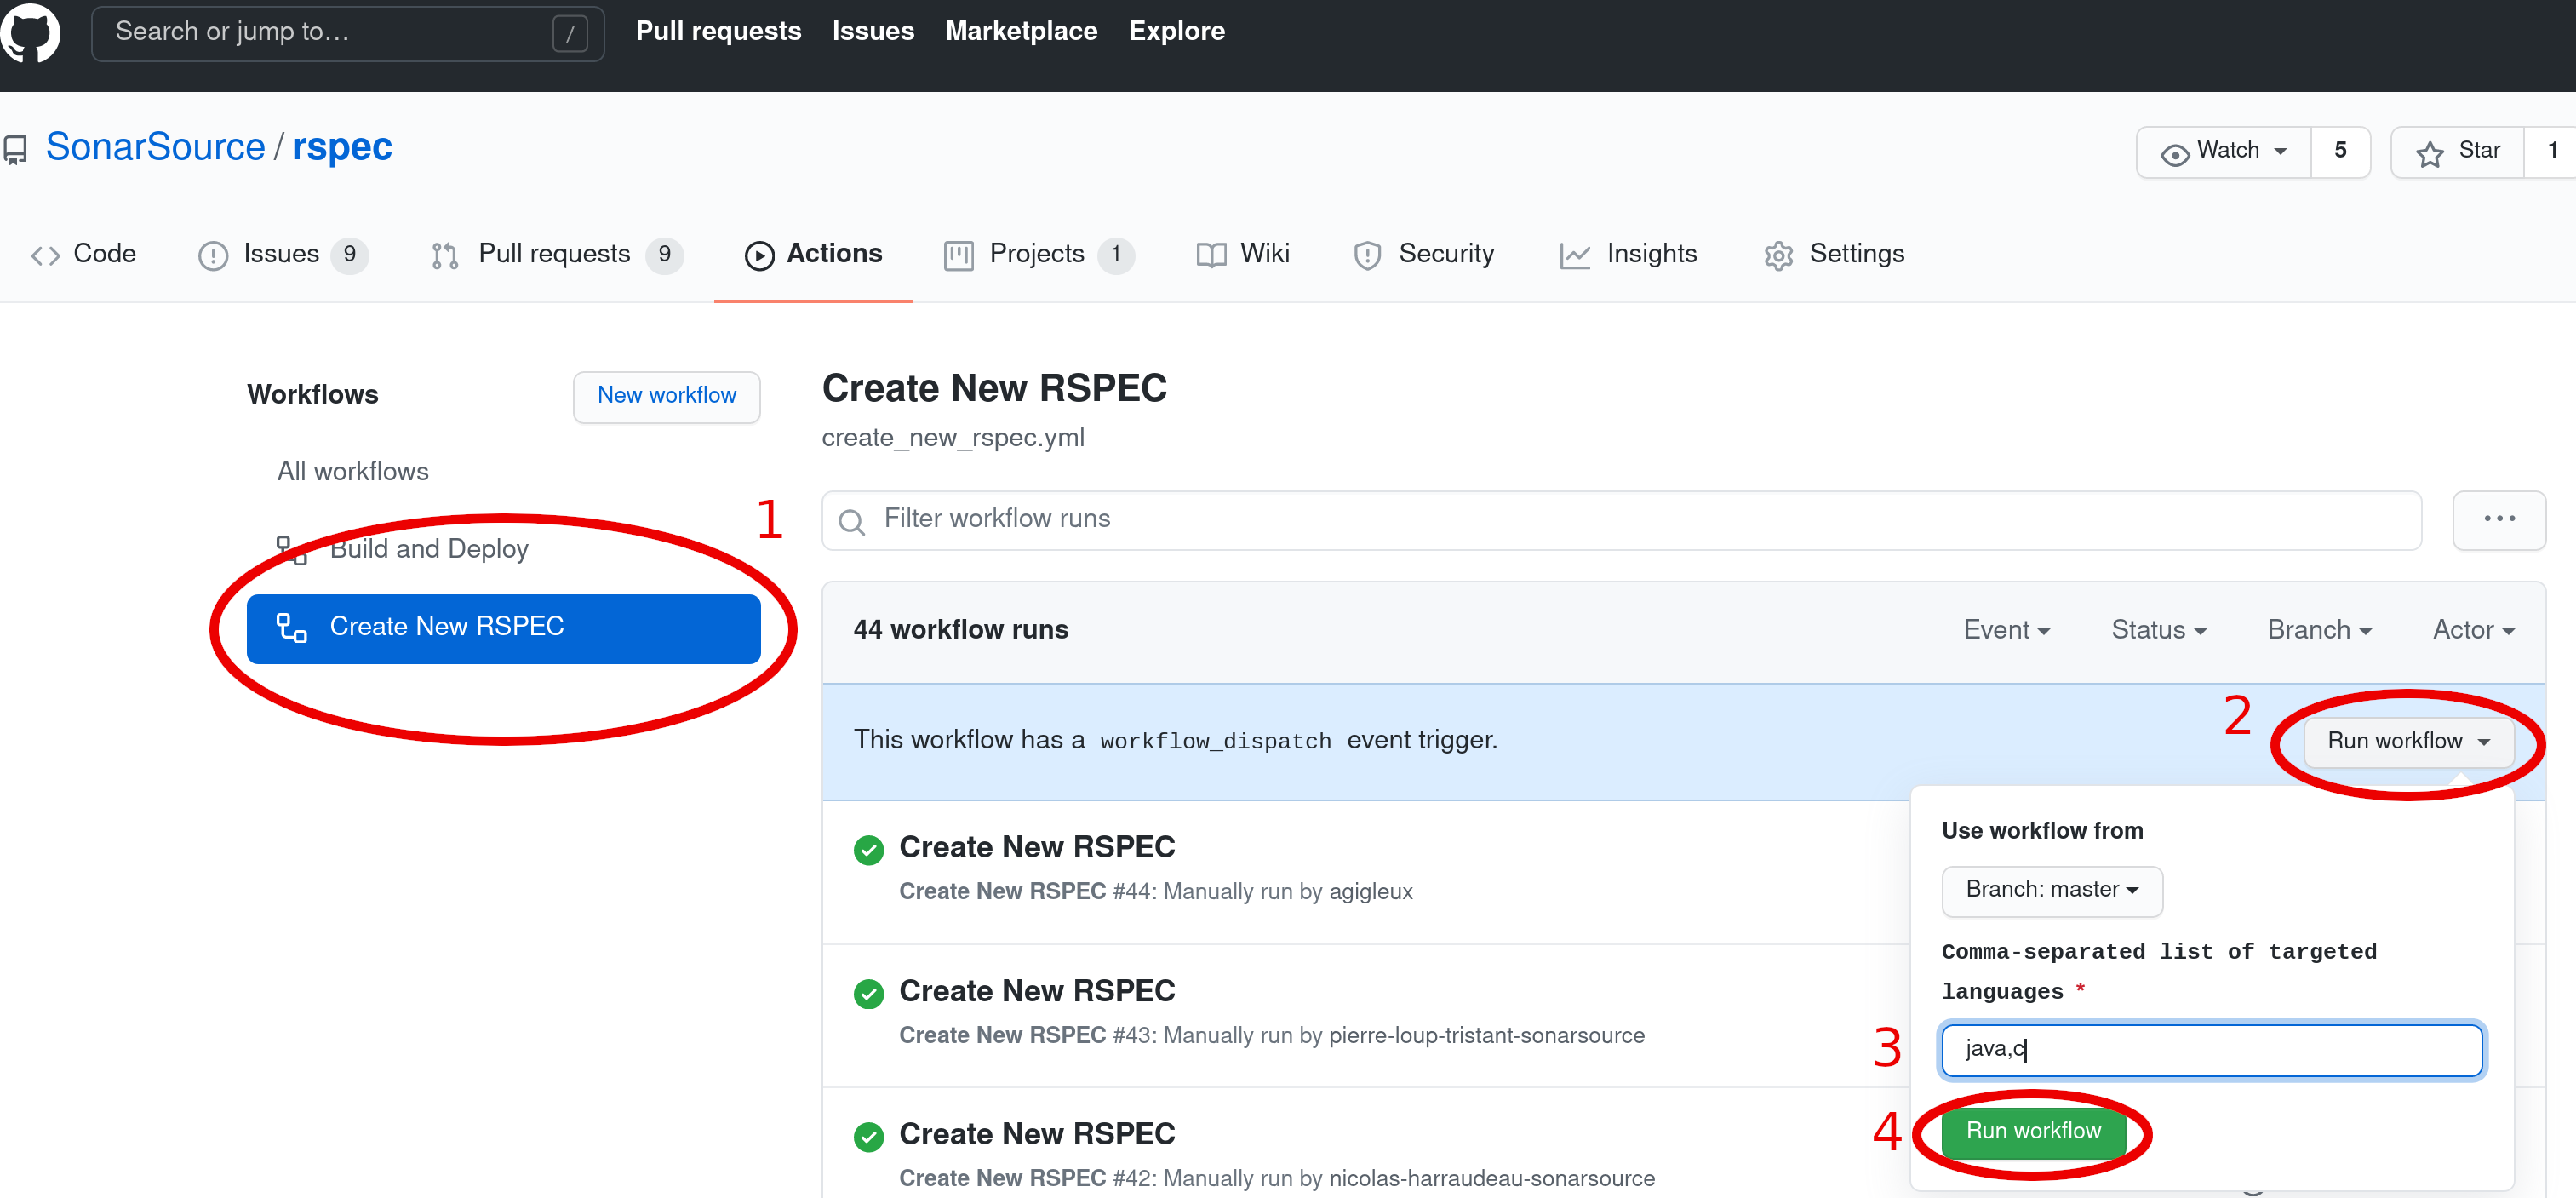 Search or jump to… /
Pull requests Issues Marketplace Explore
SonarSource / rspec
Watch 5 Star 1
Code Issues 9 Pull requests 9 Actions Projects 1 Wiki Security Insights Settings
Workflows
New workflow
All workflows
Build and Deploy
Create New RSPEC
1
Create New RSPEC
create_new_rspec.yml
Filter workflow runs
...
44 workflow runs
Event Status Branch Actor
This workflow has a workflow_dispatch event trigger.
2
Run workflow
Create New RSPEC
Create New RSPEC #44: Manually run by agigleux
Create New RSPEC
Create New RSPEC #43: Manually run by pierre-loup-tristant-sonarsource
Create New RSPEC
Create New RSPEC #42: Manually run by nicolas-harraudeau-sonarsource
Use workflow from
Branch: master
Comma-separated list of targeted
languages *
3
java,c
4
Run workflow